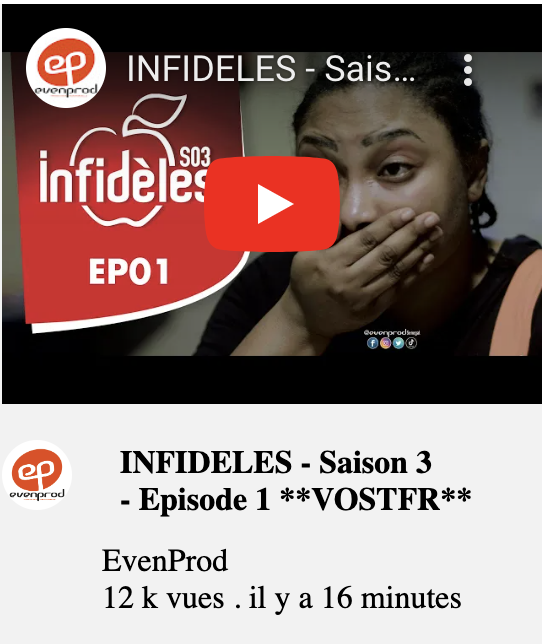 ep
evenprod
INFIDELES - Sais...
infidèles
S03
EP01
@evenprodsngi
ep
evenprod
INFIDELES - Saison 3
- Episode 1 **VOSTFR**
EvenProd
12 k vues . il y a 16 minutes